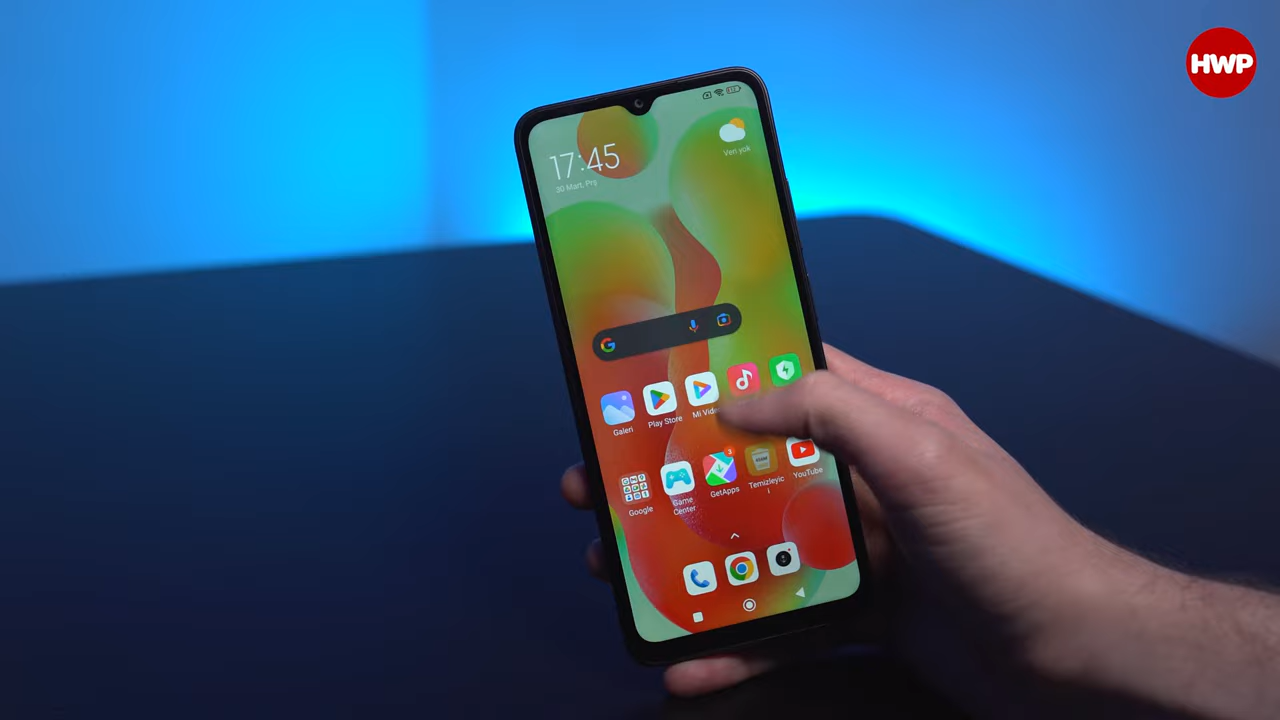 HWP
17:45
30 Mart, Prş
Veri yok
Galeri
Play Store
Mi Video
Google
Game
Center
GetApps
3
Temizleyic
i
YouTube